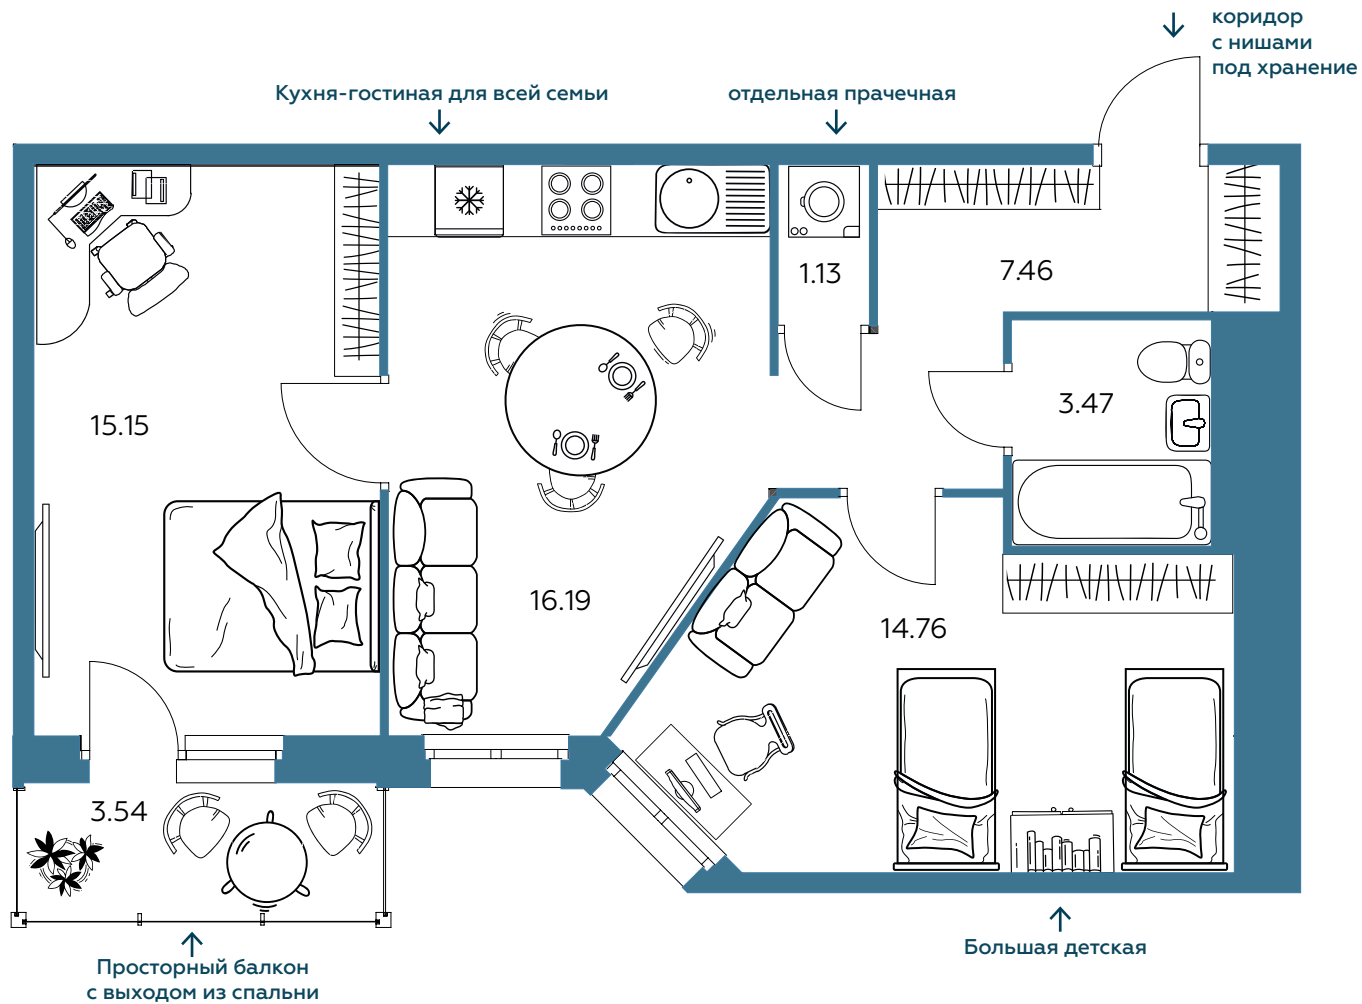 коридор
с нишами
под хранение
Кухня-гостиная для всей семьи
отдельная прачечная
1.13
7.46
15.15
3.47
16.19
14.76
3.54
Большая детская
Просторный балкон
с выходом из спальни